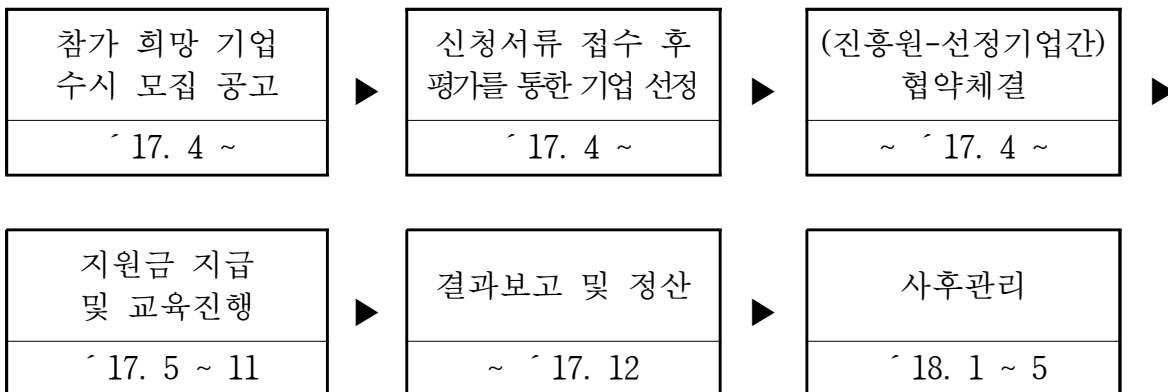 참가 희망 기업
수시 모집 공고
´17. 4 ~
▶
신청서류 접수 후
평가를 통한 기업 선정
´17. 4 ~
▶
(진흥원-선정기업간)
협약체결
~ ´17. 4 ~
▶
지원금 지급
및 교육진행
´17. 5 ~ 11
▶
결과보고 및 정산
~ ´17. 12
▶
사후관리
´18. 1 ~ 5